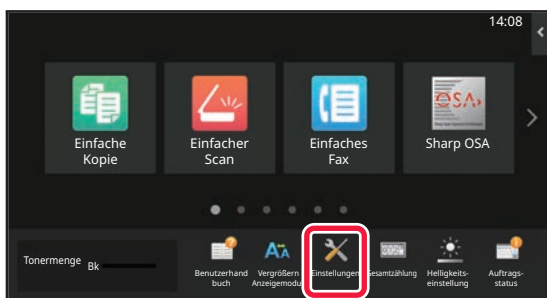 14:08
Einfache
Kopie
Einfacher
Scan
Einfaches
Fax
OSA
Sharp OSA
Tonermenge Bk
Benutzerhand
buch
Vergrößern
Anzeigemodu
Einstellungen
Gesamtzählung
Helligkeits-
einstellung
Auftrags-
status